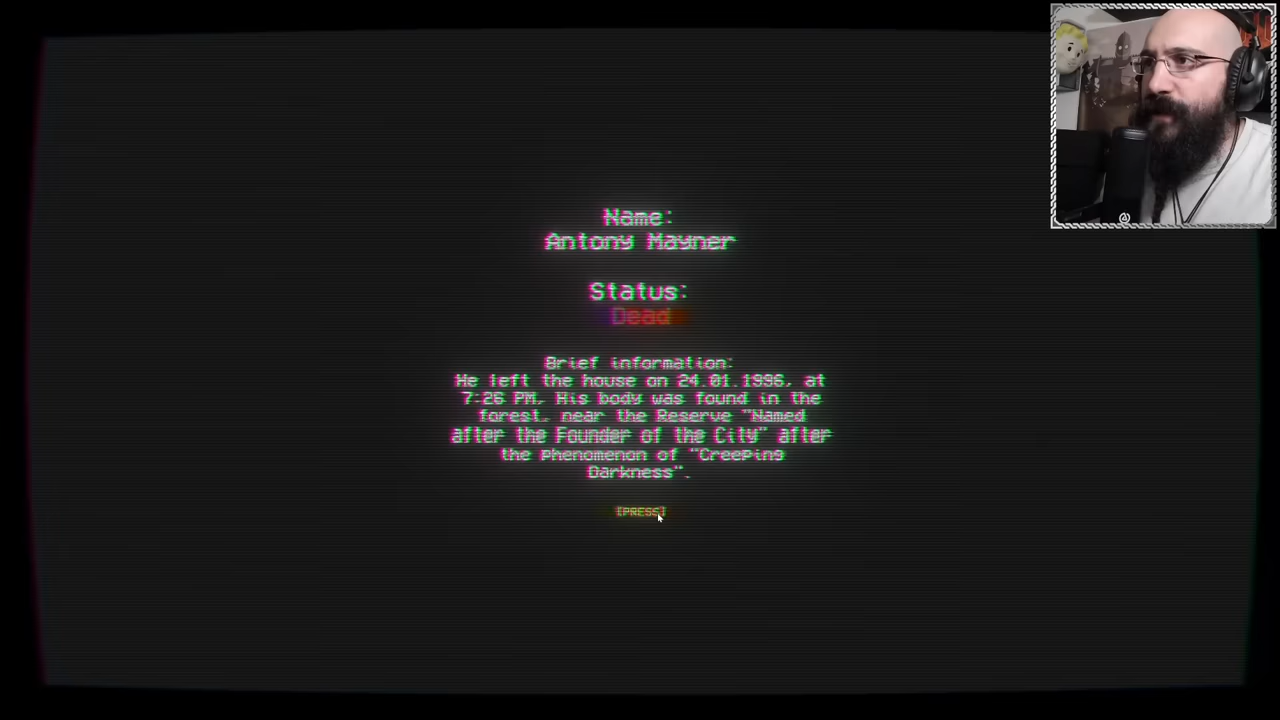 Name:
Antony Mayner
Status:
Dead
Brief information:
He left the house on 24.01.1996, at
7:26 PM. His body was found in the
forest, near the Reserve "Named
after the Founder of the City" after
the phenomenon of "Creeping
Darkness".
[PRESS]